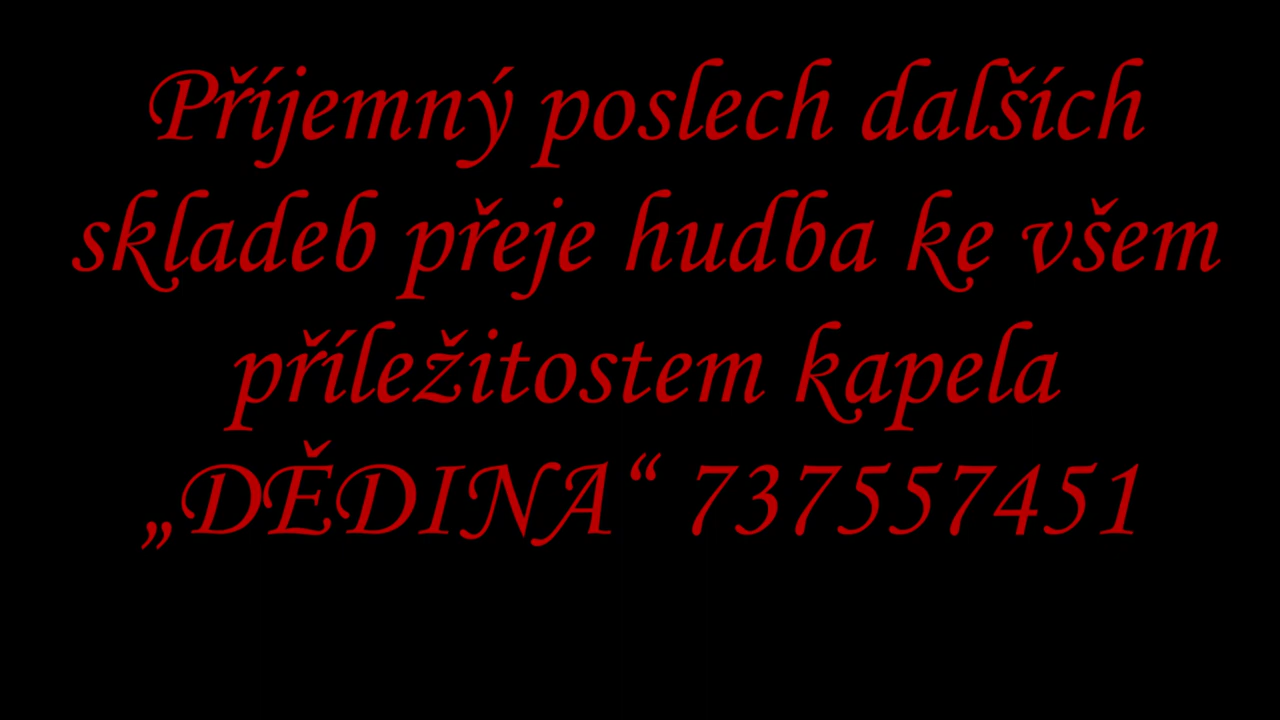 Příjemný poslech dalších
skladeb přeje hudba ke všem
příležitostem kapela
„DĚDINA“ 737557451